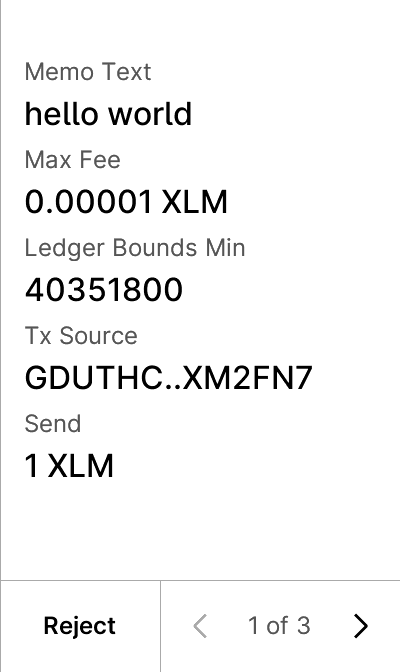 Memo Text
hello world
Max Fee
0.00001 XLM
Ledger Bounds Min
40351800
Tx Source
GDUTHC..XM2FN7
Send
1 XLM
Reject
1 of 3